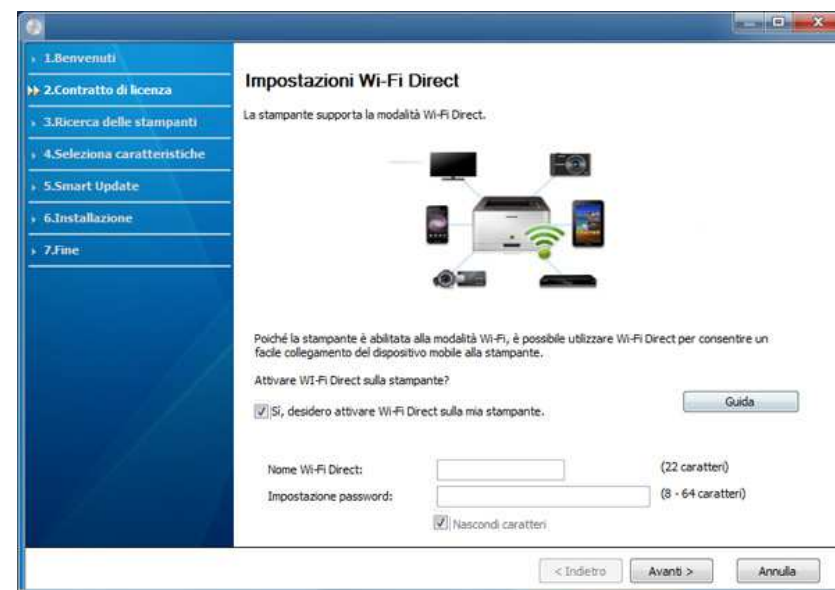 1.Benvenuti
2.Contratto di licenza
3.Ricerca delle stampanti
4.Seleziona caratteristiche
5.Smart Update
6.Installazione
7.Fine
Impostazioni Wi-Fi Direct
La stampante supporta la modalità Wi-Fi Direct.
Poiché la stampante è abilitata alla modalità Wi-Fi, è possibile utilizzare Wi-Fi Direct per consentire un
facile collegamento del dispositivo mobile alla stampante.
Attivare WI-Fi Direct sulla stampante?
Sì, desidero attivare Wi-Fi Direct sulla mia stampante.
Guida
Nome Wi-Fi Direct: (22 caratteri)
Impostazione password: (8 - 64 caratteri)
Nascondi caratteri
< Indietro Avanti > Annulla